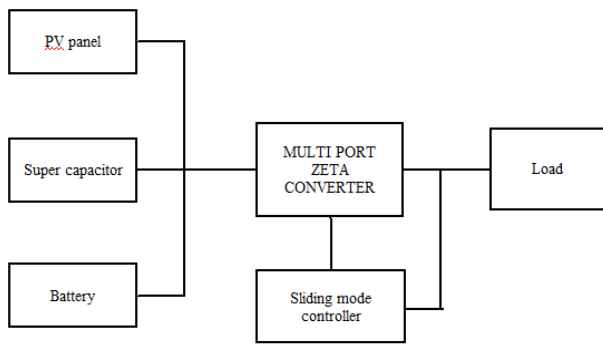 PV panel
Super capacitor
MULTI PORT
ZETA
CONVERTER
Load
Battery
Sliding mode
controller